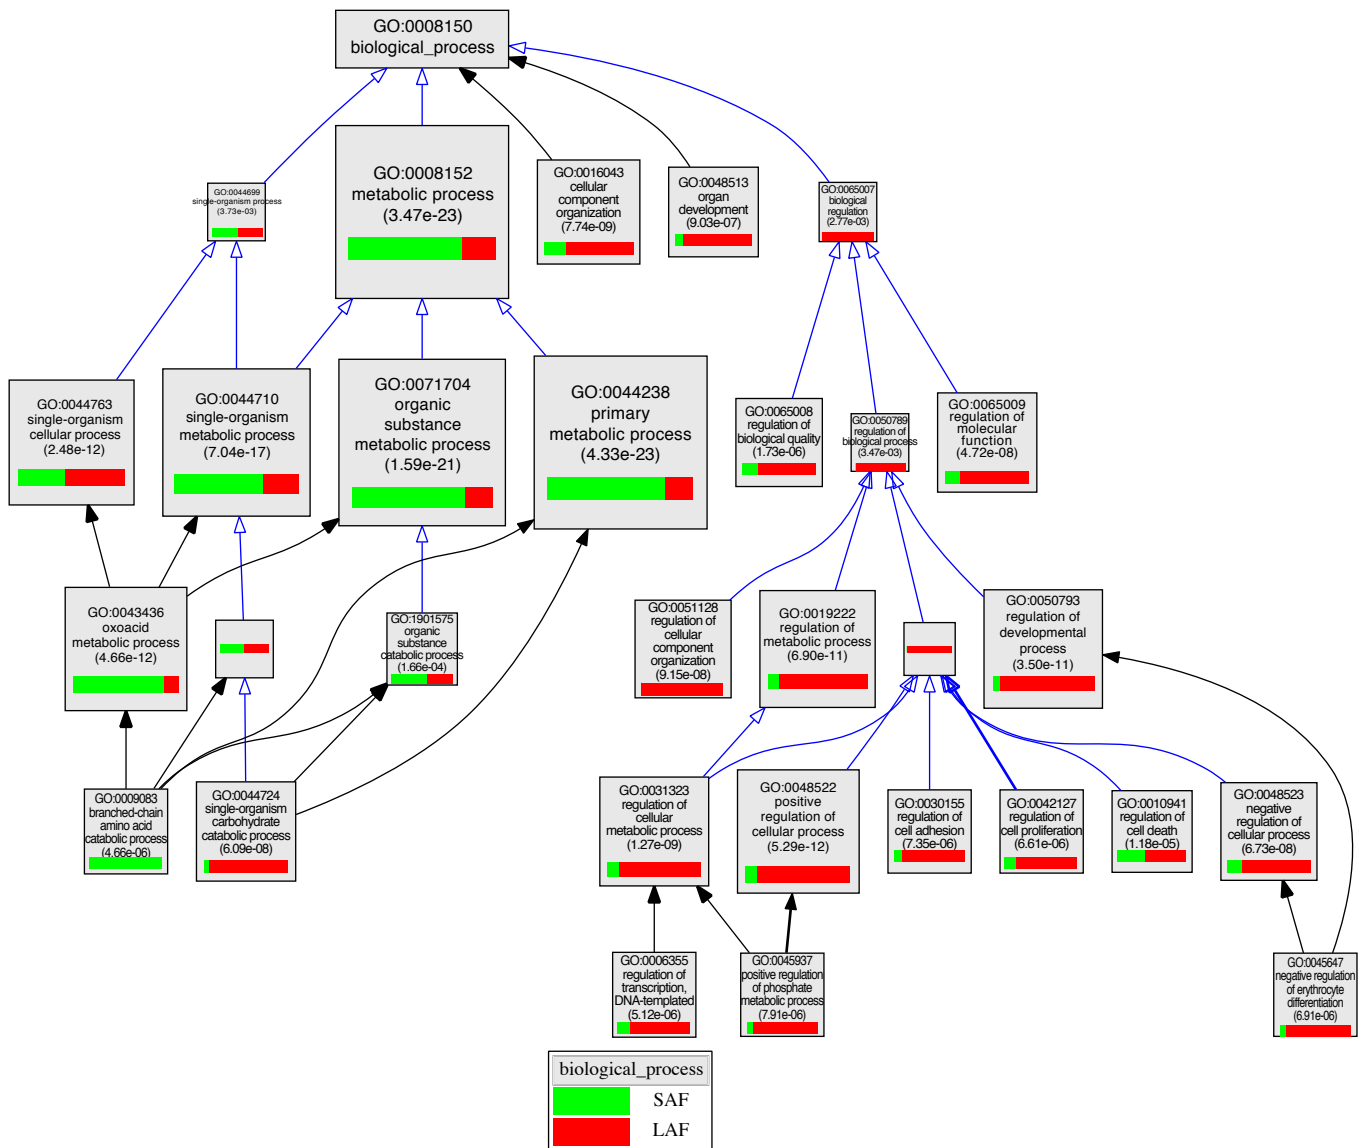 GO:0008150
biological_process
GO:0008152
metabolic process
(3.47e-23)
GO:0016043
cellular
component
organization
(7.74e-09)
GO:0048513
organ
development
(9.03e-07)
GO:0044699
single-organism process
(3.73e-03)
GO:0065007
biological
regulation
(2.77e-03)
GO:0044763
single-organism
cellular process
(2.48e-12)
GO:0044710
single-organism
metabolic process
(7.04e-17)
GO:0071704
organic
substance
metabolic process
(1.59e-21)
GO:0044238
primary
metabolic process
(4.33e-23)
GO:0065008
regulation of
biological quality
(1.73e-06)
GO:0050789
regulation of
biological process
(3.47e-03)
GO:0065009
regulation of
molecular
function
(4.72e-08)
GO:0043436
oxoacid
metabolic process
(4.66e-12)
GO:1901575
organic
substance
catabolic process
(1.66e-04)
GO:0051128
regulation of
cellular
component
organization
(9.15e-08)
GO:0019222
regulation of
metabolic process
(6.90e-11)
GO:0050793
regulation of
developmental
process
(3.50e-11)
GO:0009083
branched-chain
amino acid
catabolic process
(4.66e-06)
GO:0044724
single-organism
carbohydrate
catabolic process
(6.09e-08)
GO:0031323
regulation of
cellular
metabolic process
(1.27e-09)
GO:0048522
positive
regulation of
cellular process
(5.29e-12)
GO:0030155
regulation of
cell adhesion
(7.35e-06)
GO:0042127
regulation of
cell proliferation
(6.61e-06)
GO:0010941
regulation of
cell death
(1.18e-05)
GO:0048523
negative
regulation of
cellular process
(6.73e-08)
GO:0006355
regulation of
transcription,
DNA-templated
(5.12e-06)
GO:0045937
positive regulation
of phosphate
metabolic process
(7.91e-06)
GO:0045647
negative regulation
of erythrocyte
differentiation
(6.91e-06)
biological_process
SAF
LAF